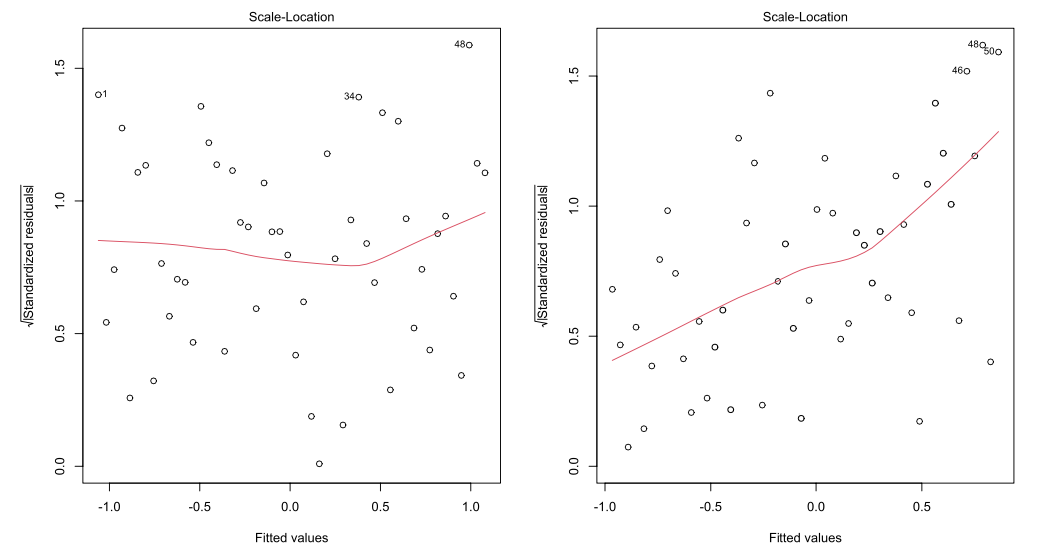 Scale-Location
√|Standardized residuals|
0.0 0.5 1.0 1.5
48
1
34
-1.0 -0.5 0.0 0.5 1.0
Fitted values
Scale-Location
√|Standardized residuals|
0.0 0.5 1.0 1.5
48
50
46
-1.0 -0.5 0.0 0.5
Fitted values